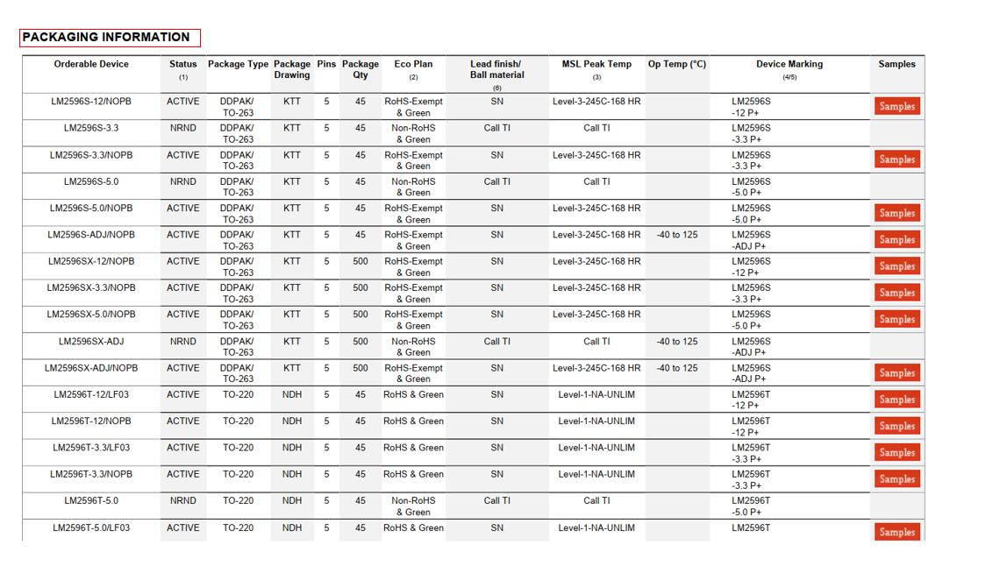 PACKAGING INFORMATION
Orderable Device Status Package Type Package Pins Package Eco Plan Lead finish/ MSL Peak Temp Op Temp (°C) Device Marking Samples
(1) Drawing Qty (2) Ball material (3) (4/5)
(6)
LM2596S-12/NOPB ACTIVE DDPAK/ KTT 5 45 RoHS-Exempt SN Level-3-245C-168 HR LM2596S Samples
TO-263 & Green -12 P+
LM2596S-3.3 NRND DDPAK/ KTT 5 45 Non-RoHS Call TI Call TI LM2596S
TO-263 & Green -3.3 P+
LM2596S-3.3/NOPB ACTIVE DDPAK/ KTT 5 45 RoHS-Exempt SN Level-3-245C-168 HR LM2596S Samples
TO-263 & Green -3.3 P+
LM2596S-5.0 NRND DDPAK/ KTT 5 45 Non-RoHS Call TI Call TI LM2596S
TO-263 & Green -5.0 P+
LM2596S-5.0/NOPB ACTIVE DDPAK/ KTT 5 45 RoHS-Exempt SN Level-3-245C-168 HR LM2596S Samples
TO-263 & Green -5.0 P+
LM2596S-ADJ/NOPB ACTIVE DDPAK/ KTT 5 45 RoHS-Exempt SN Level-3-245C-168 HR -40 to 125 LM2596S Samples
TO-263 & Green -ADJ P+
LM2596SX-12/NOPB ACTIVE DDPAK/ KTT 5 500 RoHS-Exempt SN Level-3-245C-168 HR LM2596S Samples
TO-263 & Green -12 P+
LM2596SX-3.3/NOPB ACTIVE DDPAK/ KTT 5 500 RoHS-Exempt SN Level-3-245C-168 HR LM2596S Samples
TO-263 & Green -3.3 P+
LM2596SX-5.0/NOPB ACTIVE DDPAK/ KTT 5 500 RoHS-Exempt SN Level-3-245C-168 HR LM2596S Samples
TO-263 & Green -5.0 P+
LM2596SX-ADJ NRND DDPAK/ KTT 5 500 Non-RoHS Call TI Call TI -40 to 125 LM2596S
TO-263 & Green -ADJ P+
LM2596SX-ADJ/NOPB ACTIVE DDPAK/ KTT 5 500 RoHS-Exempt SN Level-3-245C-168 HR -40 to 125 LM2596S Samples
TO-263 & Green -ADJ P+
LM2596T-12/LF03 ACTIVE TO-220 NDH 5 45 RoHS & Green SN Level-1-NA-UNLIM LM2596T Samples
-12 P+
LM2596T-12/NOPB ACTIVE TO-220 NDH 5 45 RoHS & Green SN Level-1-NA-UNLIM LM2596T Samples
-12 P+
LM2596T-3.3/LF03 ACTIVE TO-220 NDH 5 45 RoHS & Green SN Level-1-NA-UNLIM LM2596T Samples
-3.3 P+
LM2596T-3.3/NOPB ACTIVE TO-220 NDH 5 45 RoHS & Green SN Level-1-NA-UNLIM LM2596T Samples
-3.3 P+
LM2596T-5.0 NRND TO-220 NDH 5 45 Non-RoHS Call TI Call TI LM2596T
& Green -5.0 P+
LM2596T-5.0/LF03 ACTIVE TO-220 NDH 5 45 RoHS & Green SN Level-1-NA-UNLIM LM2596T Samples